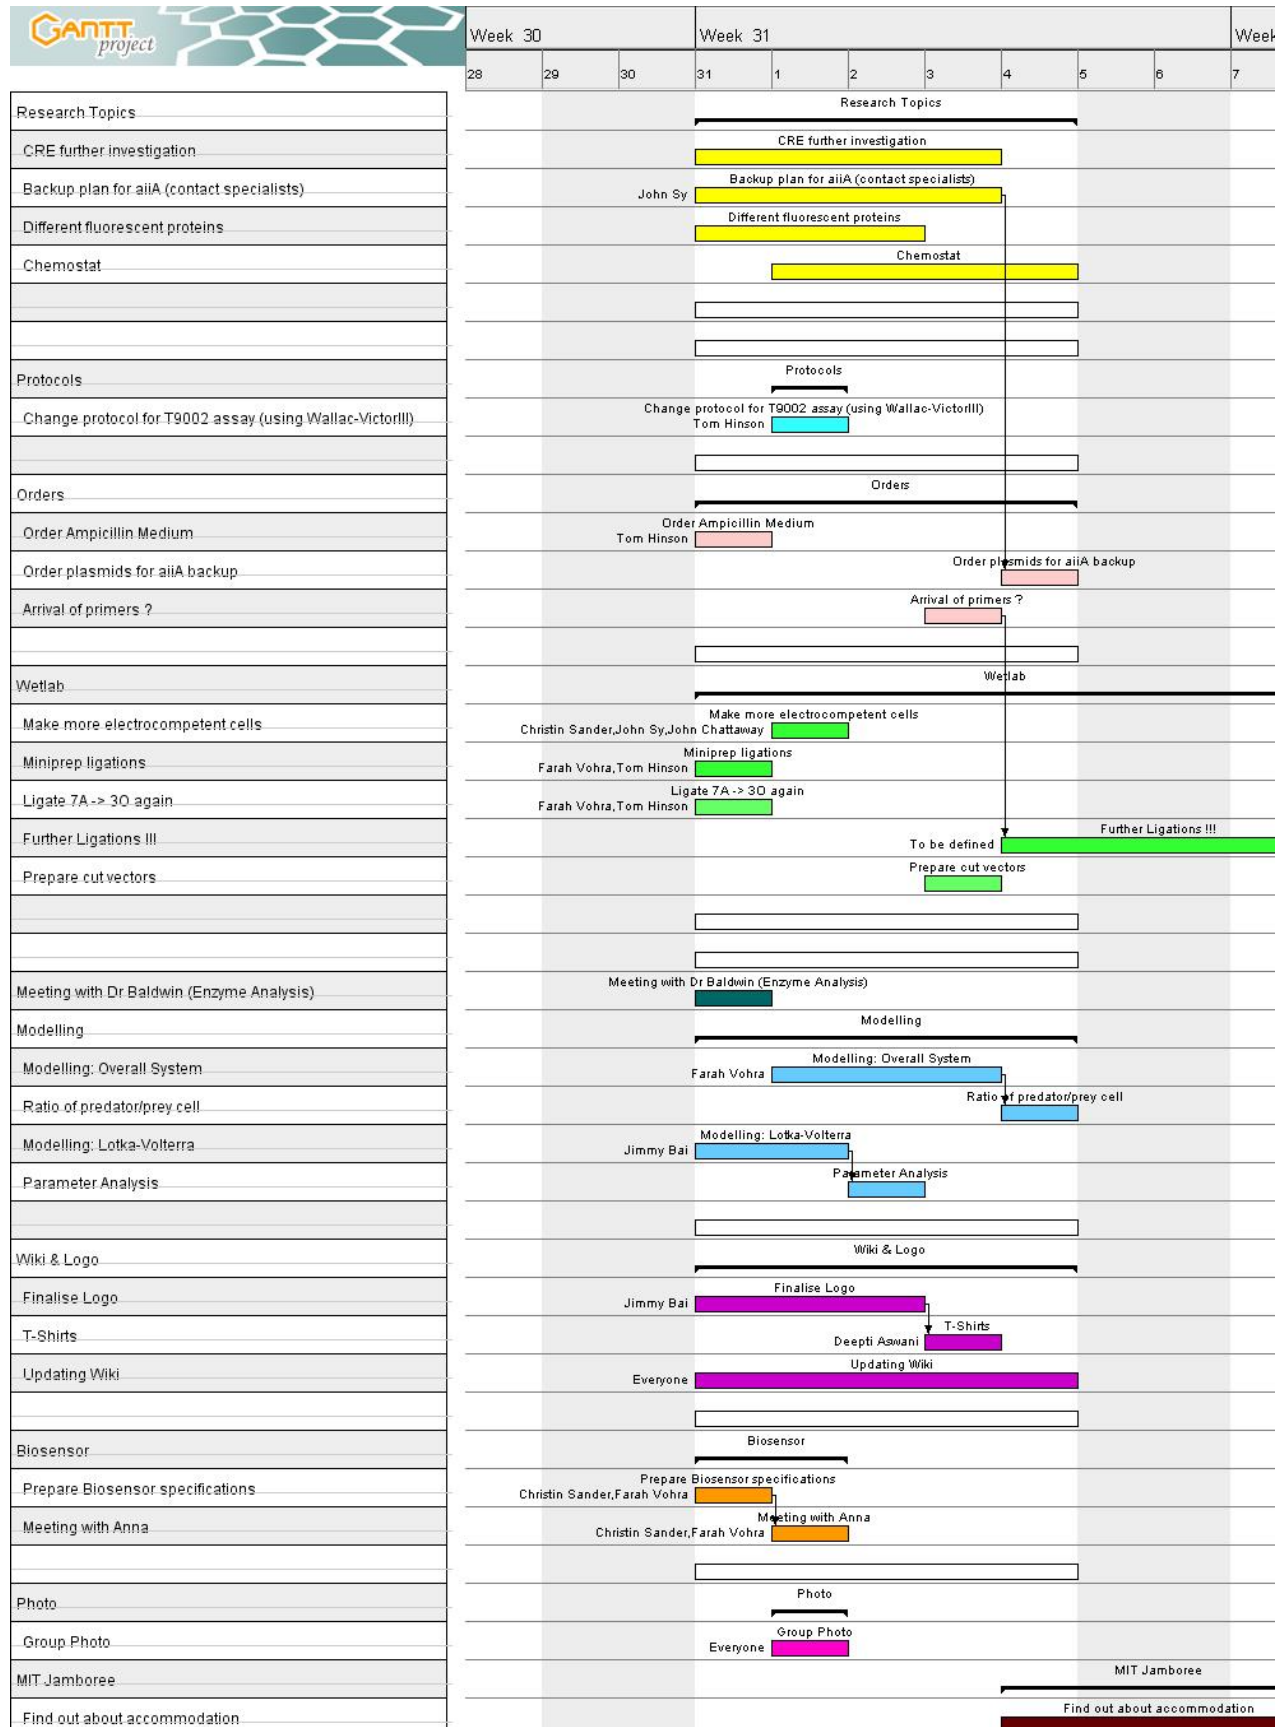 GANTT
project
Week 30
Week 31
Week
28
29
30
31
1
2
3
4
5
6
7
Research Topics
Research Topics
CRE further investigation
CRE further investigation
Backup plan for aiiA (contact specialists)
Backup plan for aiiA (contact specialists)
John Sy
Different fluorescent proteins
Different fluorescent proteins
Chemostat
Chemostat
Protocols
Protocols
Change protocol for T9002 assay (using Wallac-VictorIII)
Change protocol for T9002 assay (using Wallac-VictorIII)
Tom Hinson
Orders
Orders
Order Ampicillin Medium
Order Ampicillin Medium
Tom Hinson
Order plasmids for aiiA backup
Order plasmids for aiiA backup
Arrival of primers ?
Arrival of primers ?
Wetlab
Wetlab
Make more electrocompetent cells
Make more electrocompetent cells
Christin Sander,John Sy,John Chattaway
Miniprep ligations
Miniprep ligations
Farah Vohra,Tom Hinson
Ligate 7A -> 3O again
Ligate 7A -> 3O again
Farah Vohra,Tom Hinson
Further Ligations !!!
Further Ligations !!!
To be defined
Prepare cut vectors
Prepare cut vectors
Meeting with Dr Baldwin (Enzyme Analysis)
Meeting with Dr Baldwin (Enzyme Analysis)
Modelling
Modelling
Modelling: Overall System
Modelling: Overall System
Farah Vohra
Ratio of predator/prey cell
Ratio of predator/prey cell
Modelling: Lotka-Volterra
Modelling: Lotka-Volterra
Jimmy Bai
Parameter Analysis
Parameter Analysis
Wiki & Logo
Wiki & Logo
Finalise Logo
Finalise Logo
Jimmy Bai
T-Shirts
T-Shirts
Deepti Aswani
Updating Wiki
Updating Wiki
Everyone
Biosensor
Biosensor
Prepare Biosensor specifications
Prepare Biosensor specifications
Christin Sander,Farah Vohra
Meeting with Anna
Meeting with Anna
Christin Sander,Farah Vohra
Photo
Photo
Group Photo
Group Photo
Everyone
MIT Jamboree
MIT Jamboree
Find out about accommodation
Find out about accommodation